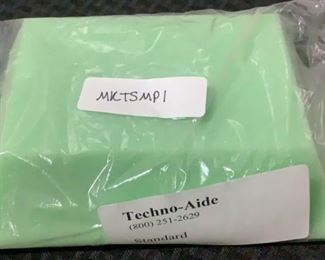 MKTSMP1
Techno-Aide
(800) 251-2629
Standard